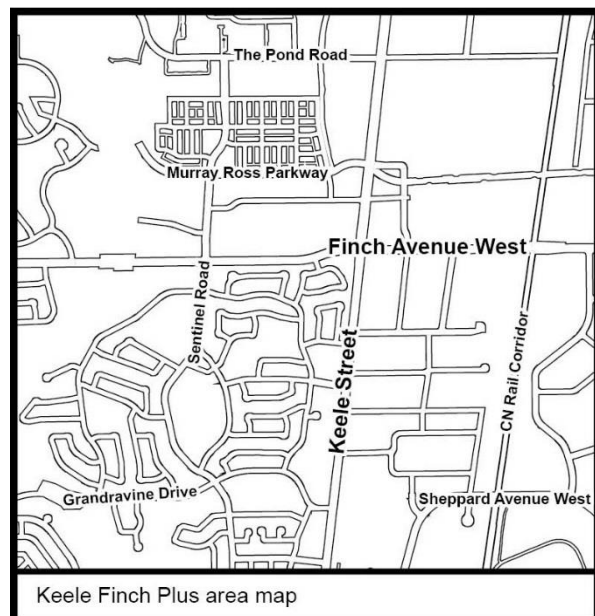 The Pond Road
Murray Ross Parkway
Finch Avenue West
Sentinel Road
Keele Street
CN Rail Corridor
Grandravine Drive
Sheppard Avenue West
Keele Finch Plus area map